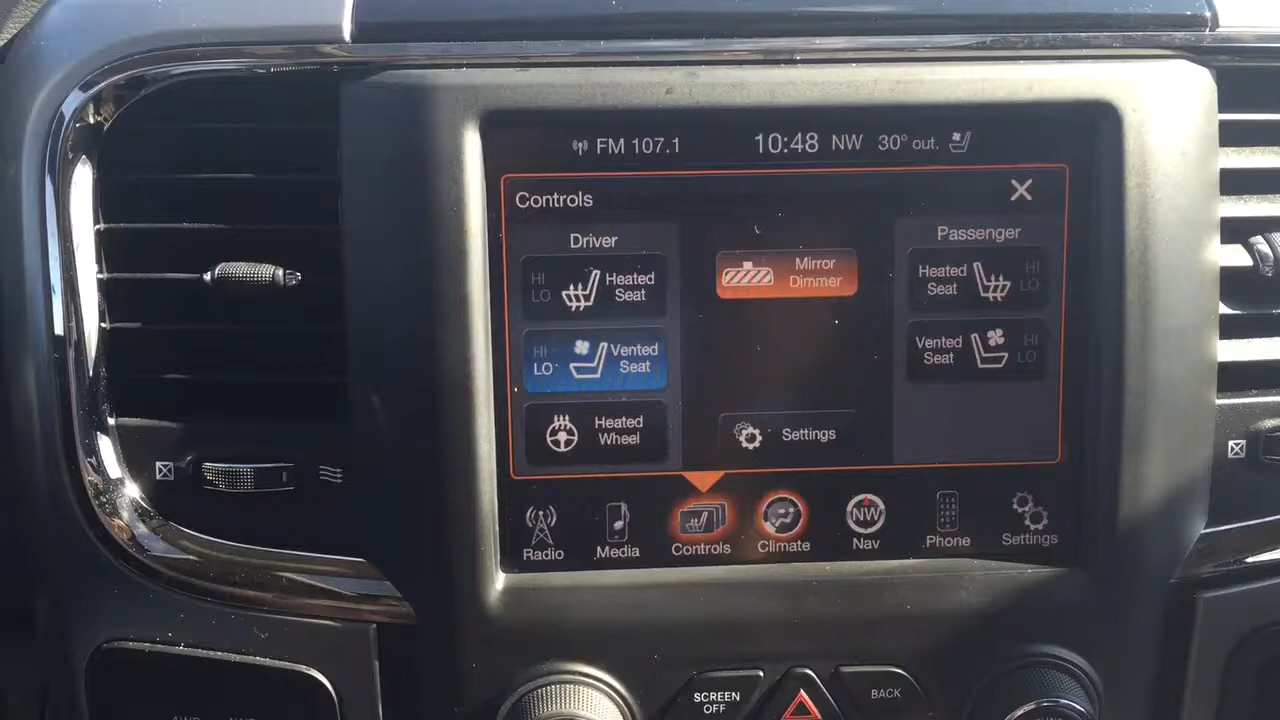 FM 107.1 10:48 NW 30° out.
Controls
Driver
Passenger
HI
LO
Heated
Seat
Mirror
Dimmer
Heated
Seat
HI
LO
HI
LO
Vented
Seat
Vented
Seat
HI
LO
Heated
Wheel
Settings
NW
Radio Media Controls Climate Nav Phone Settings
SCREEN
OFF
BACK